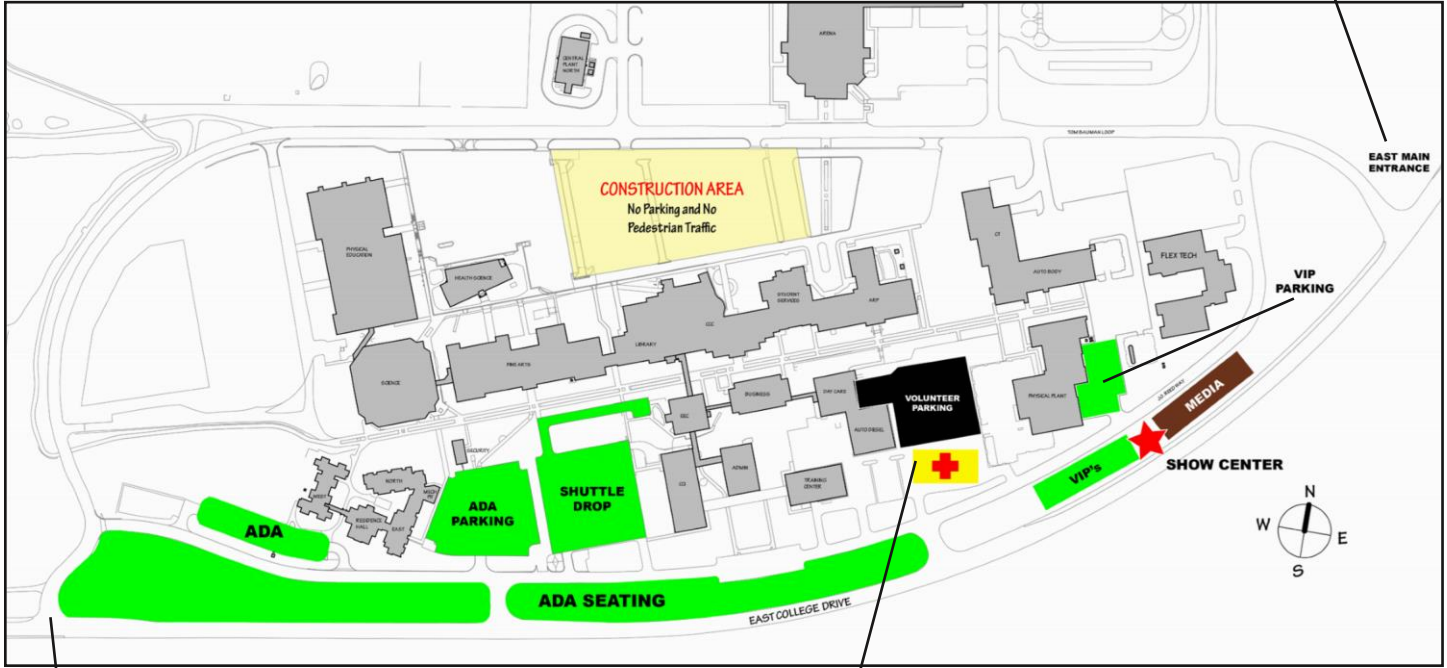 ARENA
CENTRAL
PLANT
NORTH
TOM BAUMAN LOOP
EAST MAIN
ENTRANCE
CONSTRUCTION AREA
No Parking and No
Pedestrian Traffic
PHYSICAL
EDUCATION
HEALTH SCIENCE
CT
AUTO BODY
FLEX TECH
VIP
PARKING
STUDENT
SERVICES
ARP
CCC
LIBRARY
FINE ARTS
SCIENCE
BUSINESS
DAY CARE
VOLUNTEER
PARKING
PHYSICAL PLANT
MEDIA
AUTO DIESEL
SECURITY
ADMIN
TRAINING
CENTER
VIP's
SHOW CENTER
NORTH
WEST
RESIDENCE
HALL
EAST
ADA
PARKING
SHUTTLE
DROP
ADA
ADA SEATING
EAST COLLEGE DRIVE
N
W
E
S